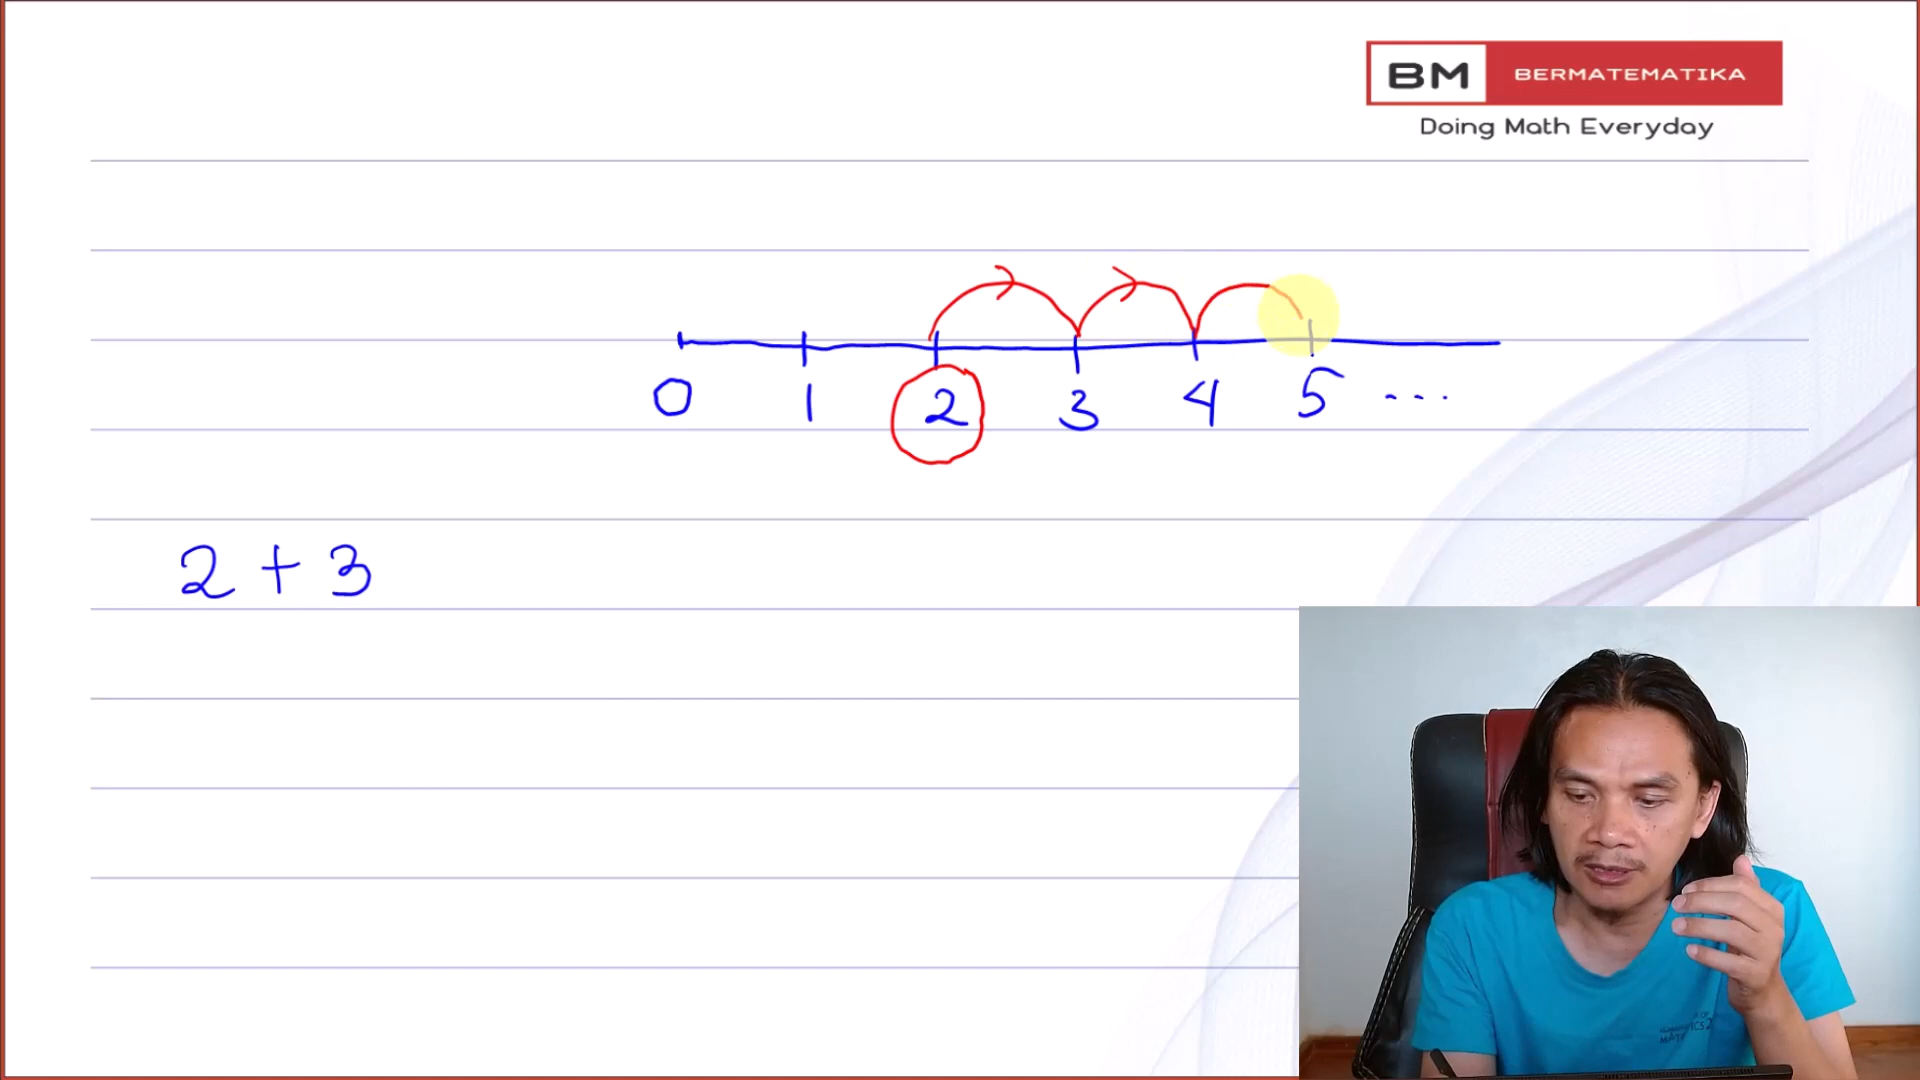 BM BERMATEMATIKA
Doing Math Everyday
0 1 2 3 4 5 ...
2 + 3